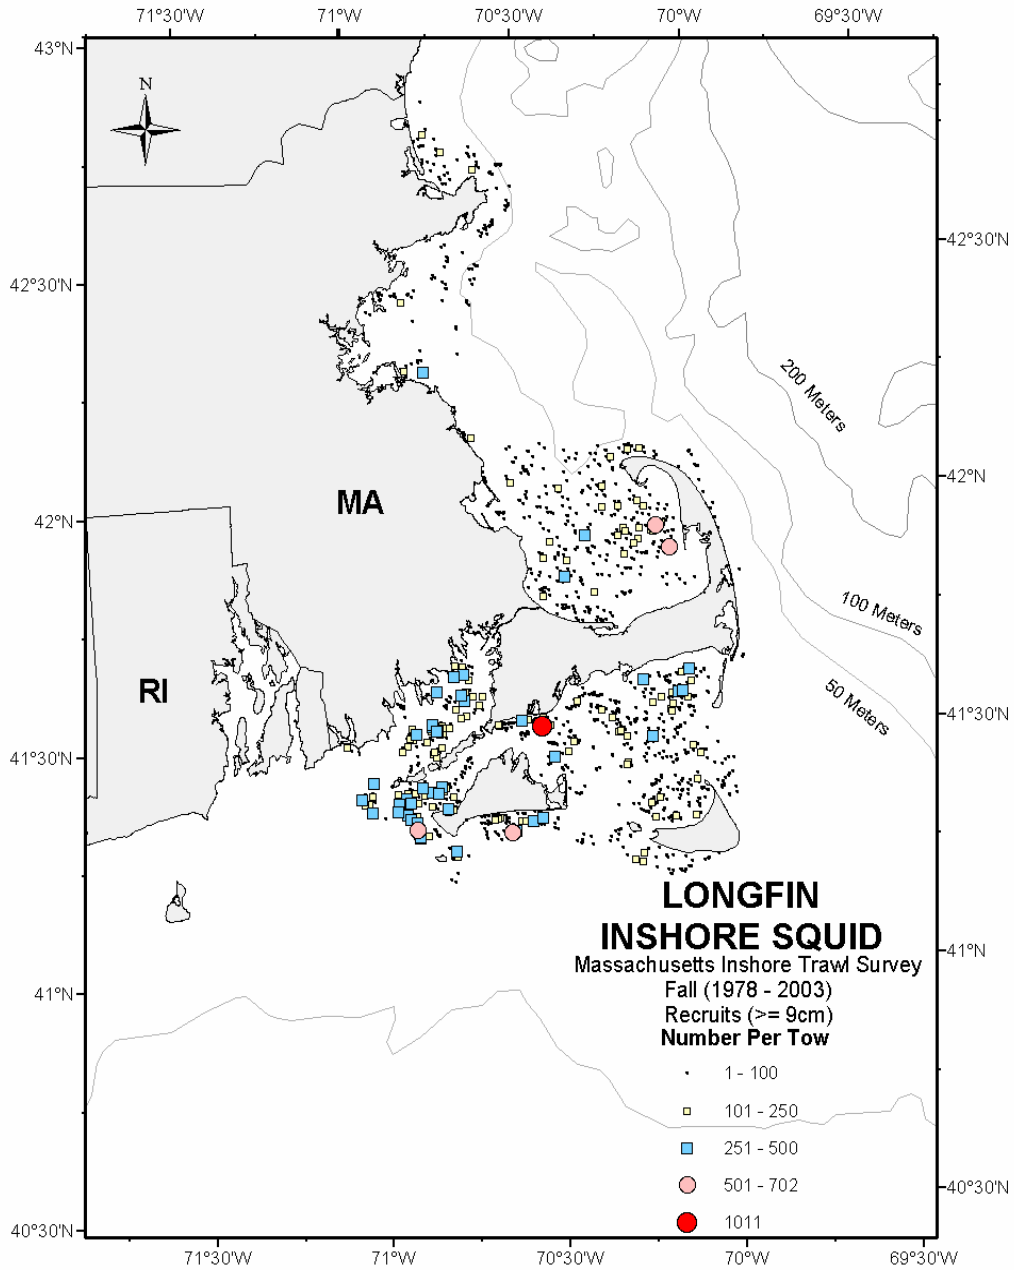 71°30'W 71°W 70°30'W 70°W 69°30'W
43°N
N
42°30'N
42°30'N
200 Meters
MA
42°N
42°N
100 Meters
RI
50 Meters
41°30'N
41°30'N
LONGFIN
INSHORE SQUID
Massachusetts Inshore Trawl Survey
Fall (1978 - 2003)
Recruits (>= 9cm)
Number Per Tow
41°N
41°N
1 - 100
101 - 250
251 - 500
501 - 702
1011
40°30'N
40°30'N
71°30'W 71°W 70°30'W 70°W 69°30'W